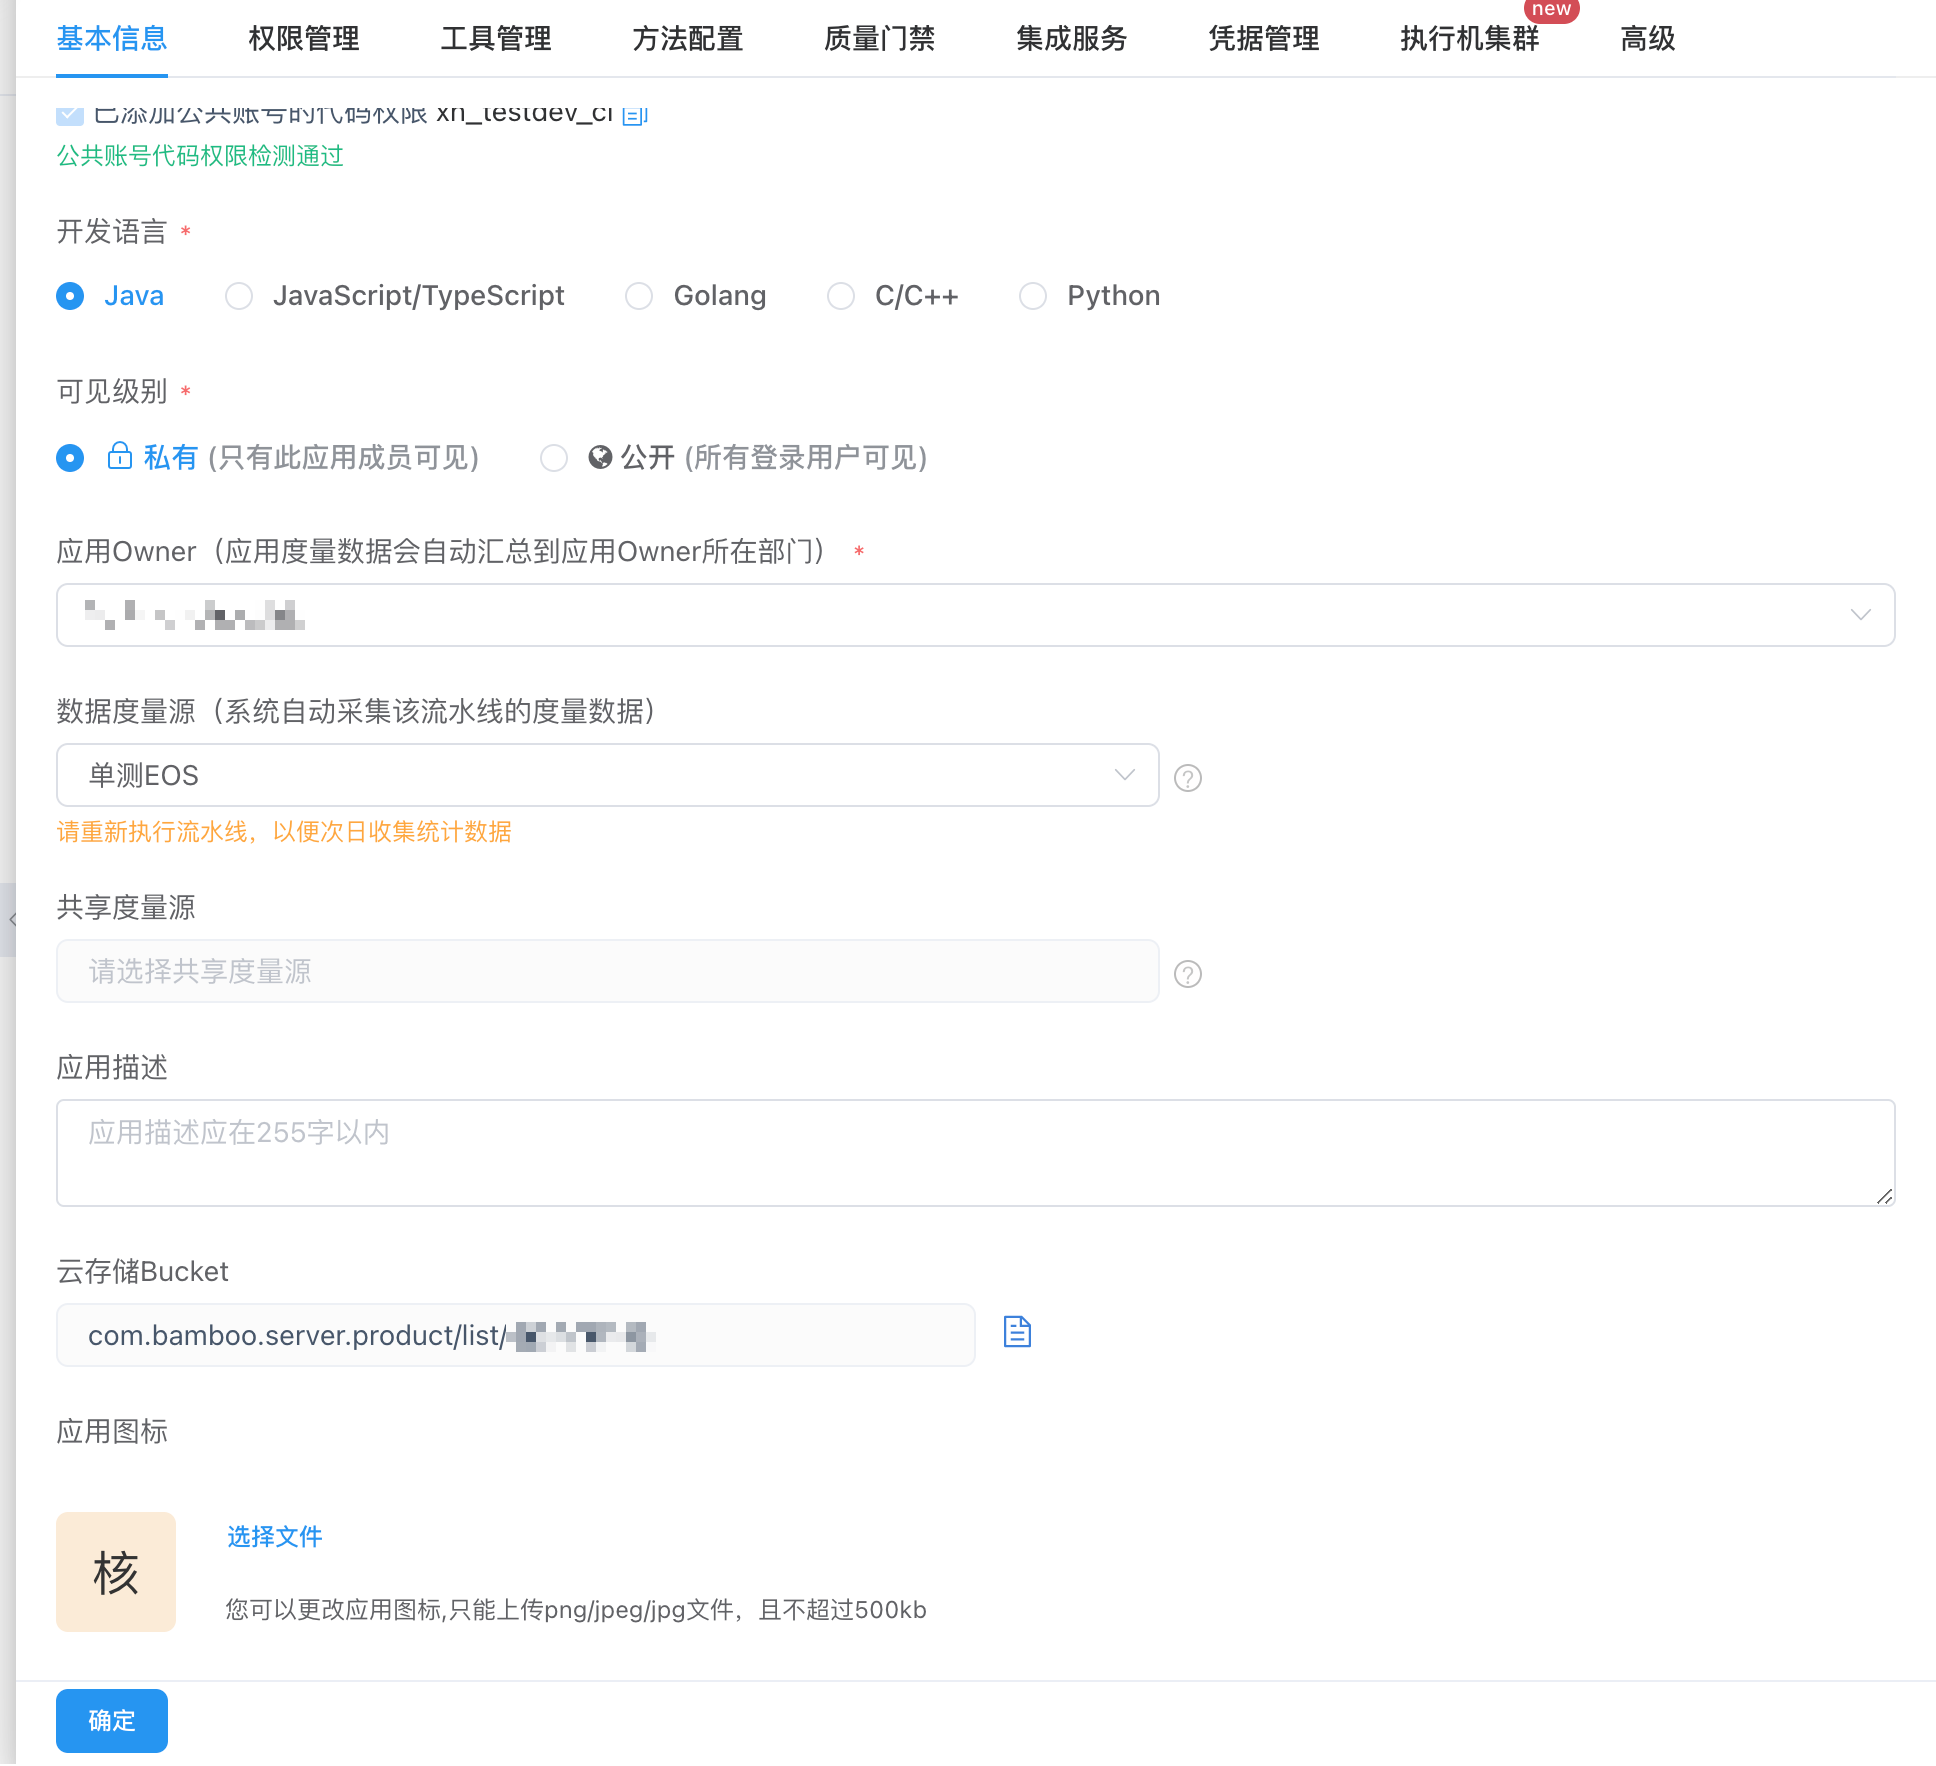 基本信息 权限管理 工具管理 方法配置 质量门禁 集成服务 凭据管理 执行机集群 new 高级
已添加公共账号的代码权限 xn_testdev_ci
公共账号代码权限检测通过
开发语言 *
Java JavaScript/TypeScript Golang C/C++ Python
可见级别 *
私有 (只有此应用成员可见) 公开 (所有登录用户可见)
应用Owner（应用度量数据会自动汇总到应用Owner所在部门） *
数据度量源（系统自动采集该流水线的度量数据）
单测EOS
请重新执行流水线，以便次日收集统计数据
共享度量源
请选择共享度量源
应用描述
应用描述应在255字以内
云存储Bucket
com.bamboo.server.product/list/
应用图标
核
选择文件
您可以更改应用图标,只能上传png/jpeg/jpg文件，且不超过500kb
确定